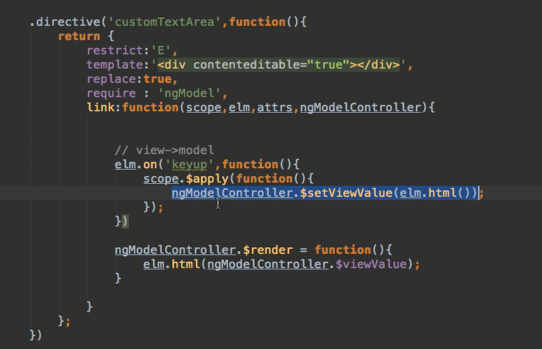 .directive('customTextArea',function(){
    return {
        restrict:'E',
        template:'<div contenteditable="true"></div>',
        replace:true,
        require : 'ngModel',
        link:function(scope,elm,attrs,ngModelController){
            // view->model
            elm.on('keyup',function(){
                scope.$apply(function(){
                    ngModelController.$setViewValue(elm.html());
                });
            })
            ngModelController.$render = function(){
                elm.html(ngModelController.$viewValue);
            }
        }
    };
})